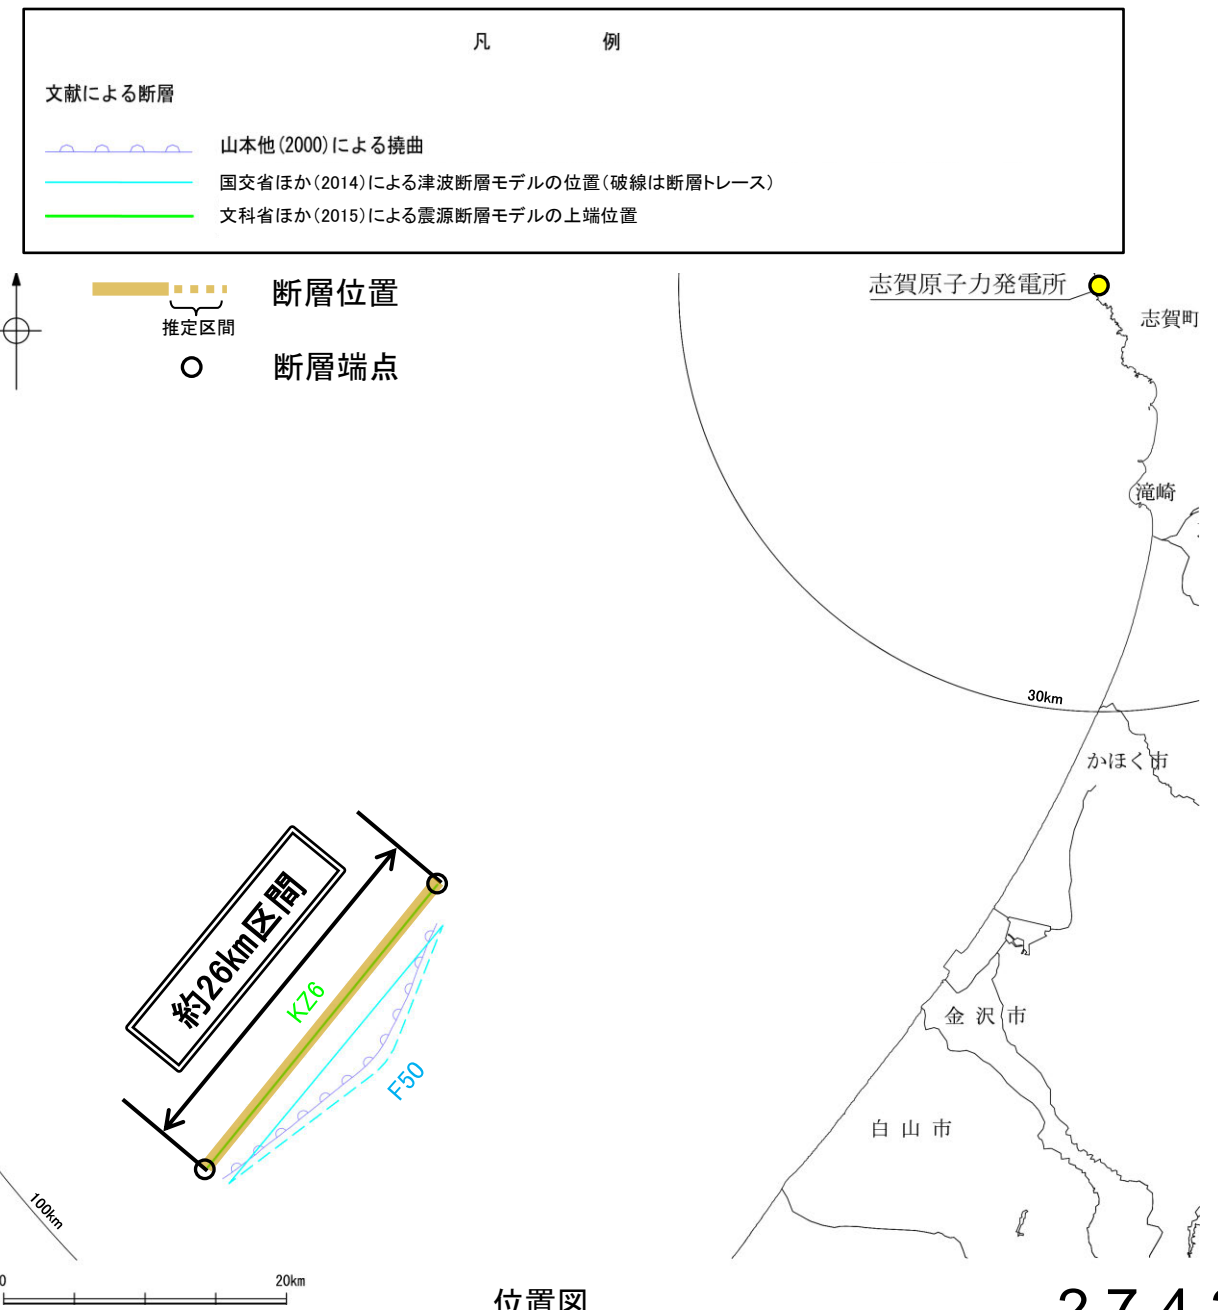 凡 例
文献による断層
山本他(2000)による撓曲
国交省ほか(2014)による津波断層モデルの位置(破線は断層トレース)
文科省ほか(2015)による震源断層モデルの上端位置
断層位置
推定区間
断層端点
志賀原子力発電所
志賀町
滝崎
30km
かほく市
約26km区間
KZ6
F50
金沢市
白山市
100km
0 20km
位置図